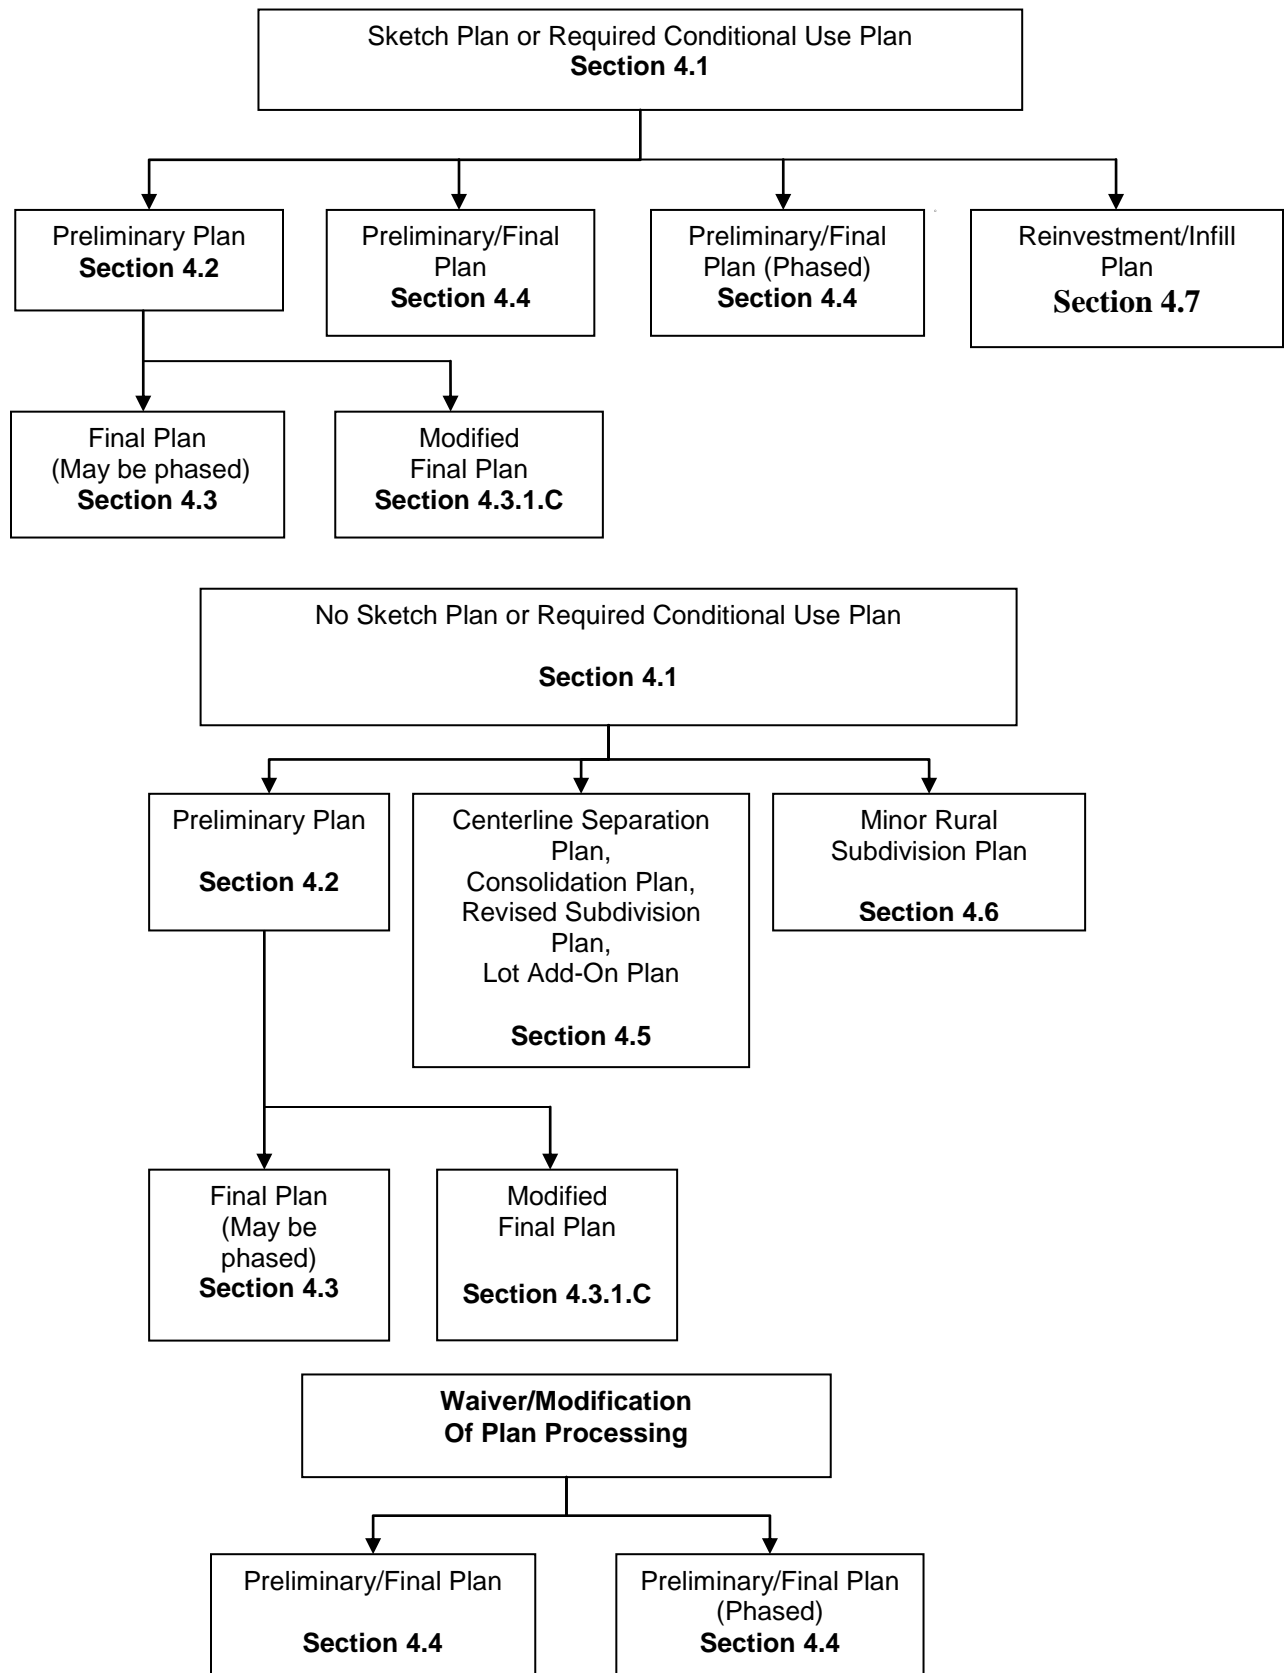 Sketch Plan or Required Conditional Use Plan
Section 4.1
Preliminary Plan
Section 4.2
Preliminary/Final
Plan
Section 4.4
Preliminary/Final
Plan (Phased)
Section 4.4
Reinvestment/Infill
Plan
Section 4.7
Final Plan
(May be phased)
Section 4.3
Modified
Final Plan
Section 4.3.1.C
No Sketch Plan or Required Conditional Use Plan
Section 4.1
Preliminary Plan
Section 4.2
Centerline Separation
Plan,
Consolidation Plan,
Revised Subdivision
Plan,
Lot Add-On Plan
Section 4.5
Minor Rural
Subdivision Plan
Section 4.6
Final Plan
(May be
phased)
Section 4.3
Modified
Final Plan
Section 4.3.1.C
Waiver/Modification
Of Plan Processing
Preliminary/Final Plan
Section 4.4
Preliminary/Final Plan
(Phased)
Section 4.4